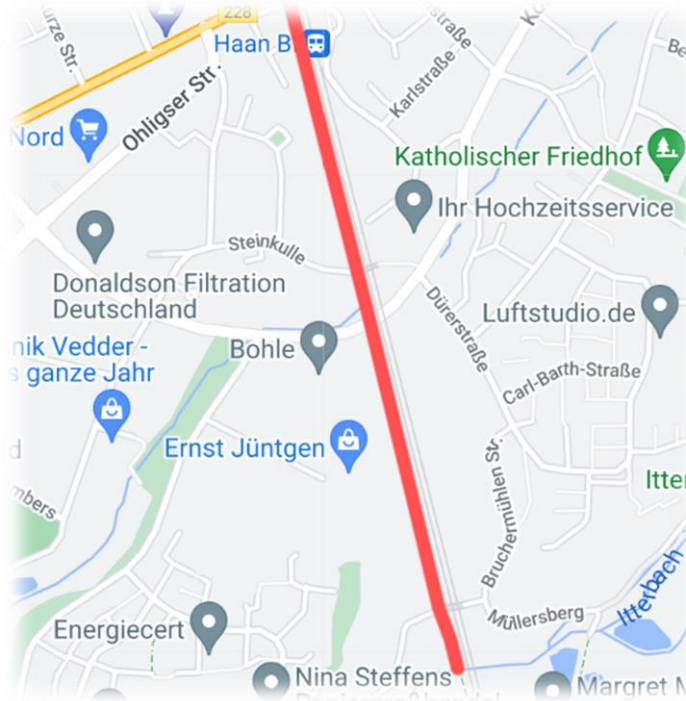 228
Haan B
Ohligser Str.
Karlstraße
Nord
Katholischer Friedhof
Ihr Hochzeitsservice
Steinkulle
Donaldson Filtration
Deutschland
Dürerstraße
Luftstudio.de
nik Vedder -
s ganze Jahr
Bohle
Carl-Barth-Straße
Ernst Jüntgen
Bruchermühlen Str.
Itter
mbers
Itterbach
Müllersberg
Energiecert
Nina Steffens
Margret M